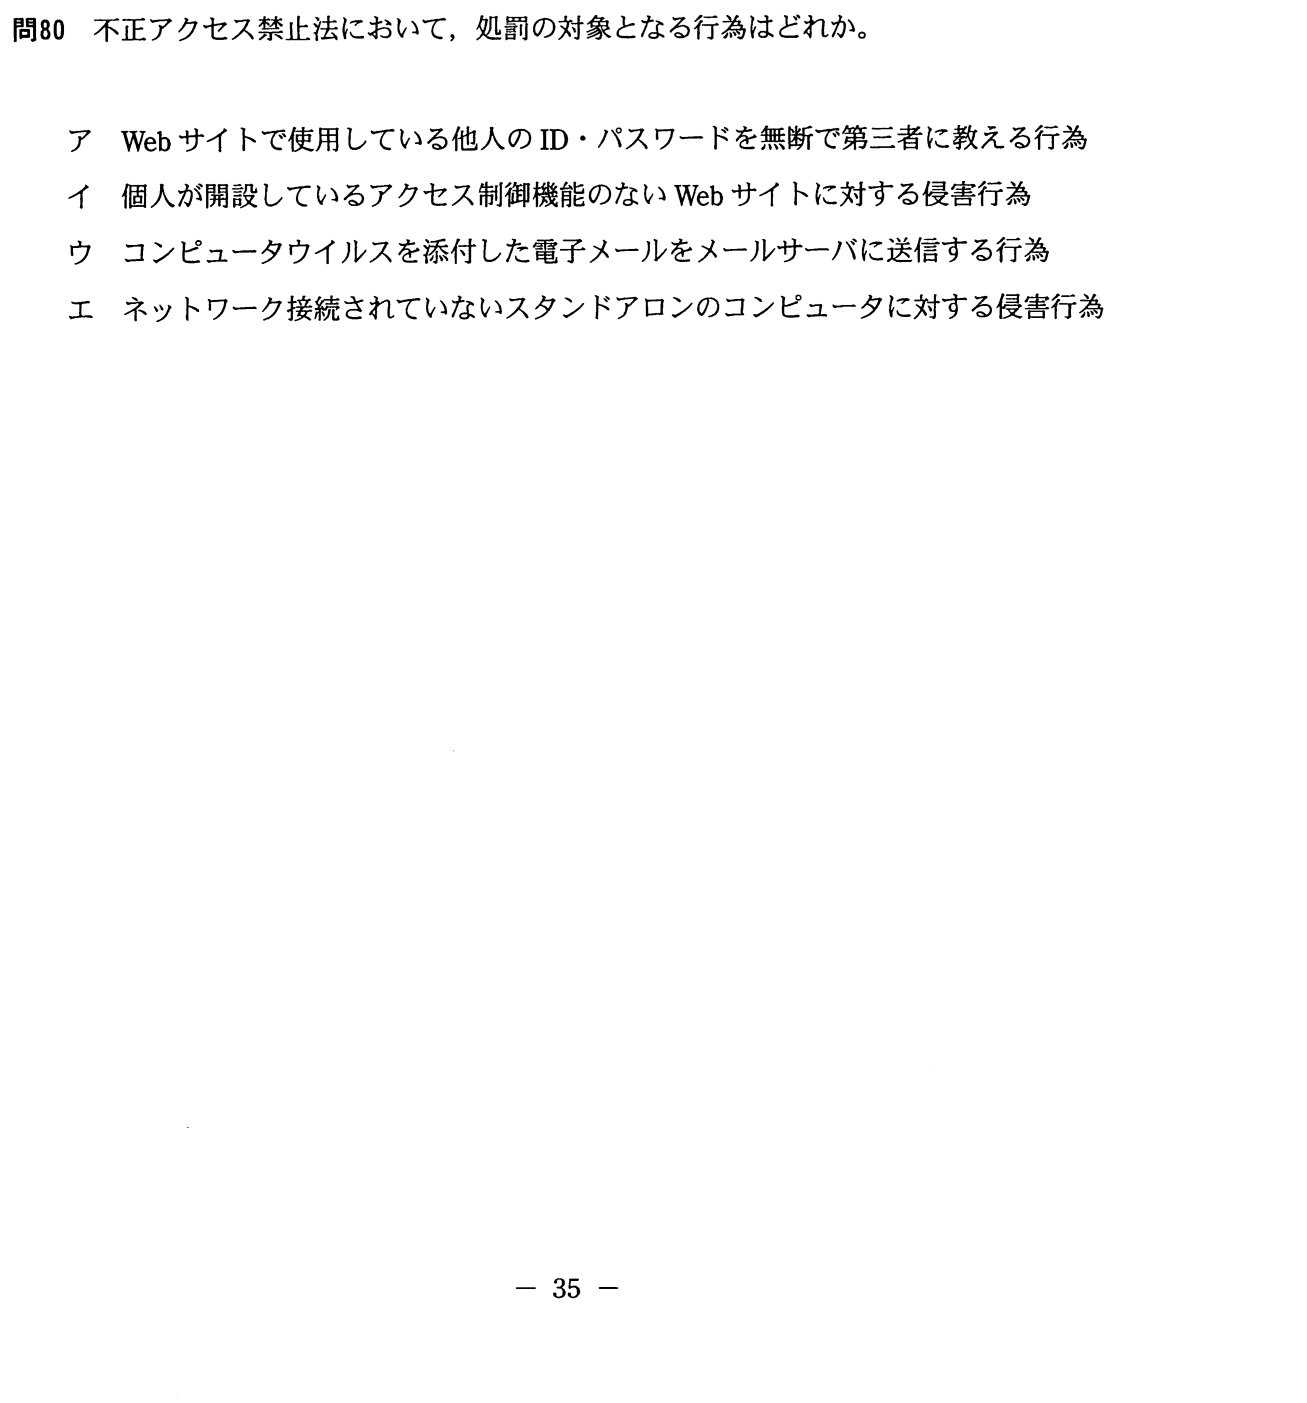 問80 不正アクセス禁止法において，処罰の対象となる行為はどれか。
ア Web サイトで使用している他人の ID・パスワードを無断で第三者に教える行為
イ 個人が開設しているアクセス制御機能のない Web サイトに対する侵害行為
ウ コンピュータウイルスを添付した電子メールをメールサーバに送信する行為
エ ネットワーク接続されていないスタンドアロンのコンピュータに対する侵害行為
― 35 ―